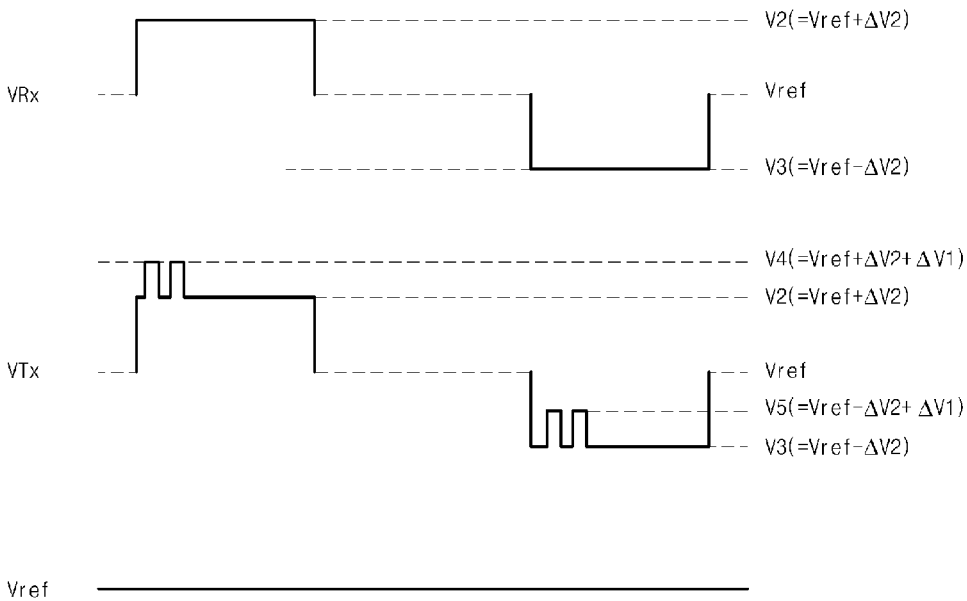 V2(=Vref+ΔV2)
VRx
Vref
V3(=Vref-ΔV2)
V4(=Vref+ΔV2+ΔV1)
V2(=Vref+ΔV2)
VTx
Vref
V5(=Vref-ΔV2+ΔV1)
V3(=Vref-ΔV2)
Vref